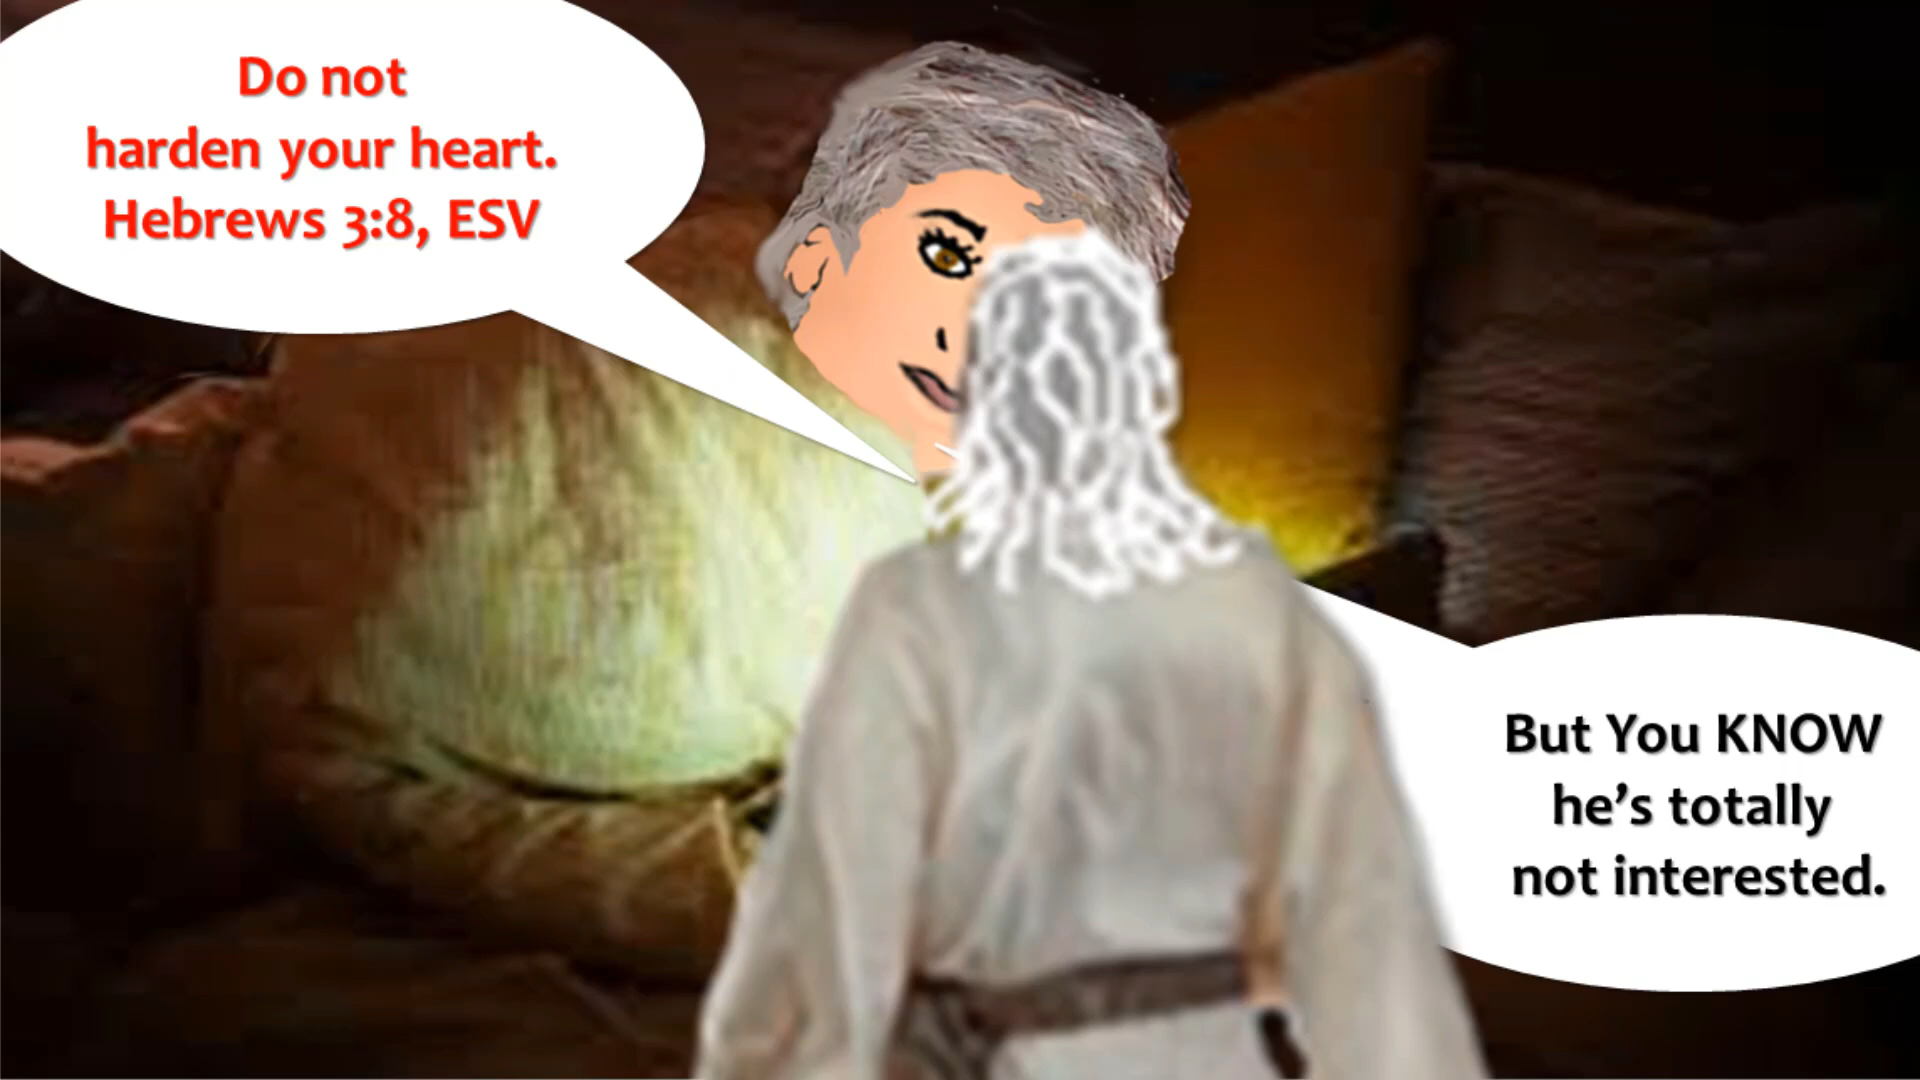 Do not
harden your heart.
Hebrews 3:8, ESV
But You KNOW
he's totally
not interested.